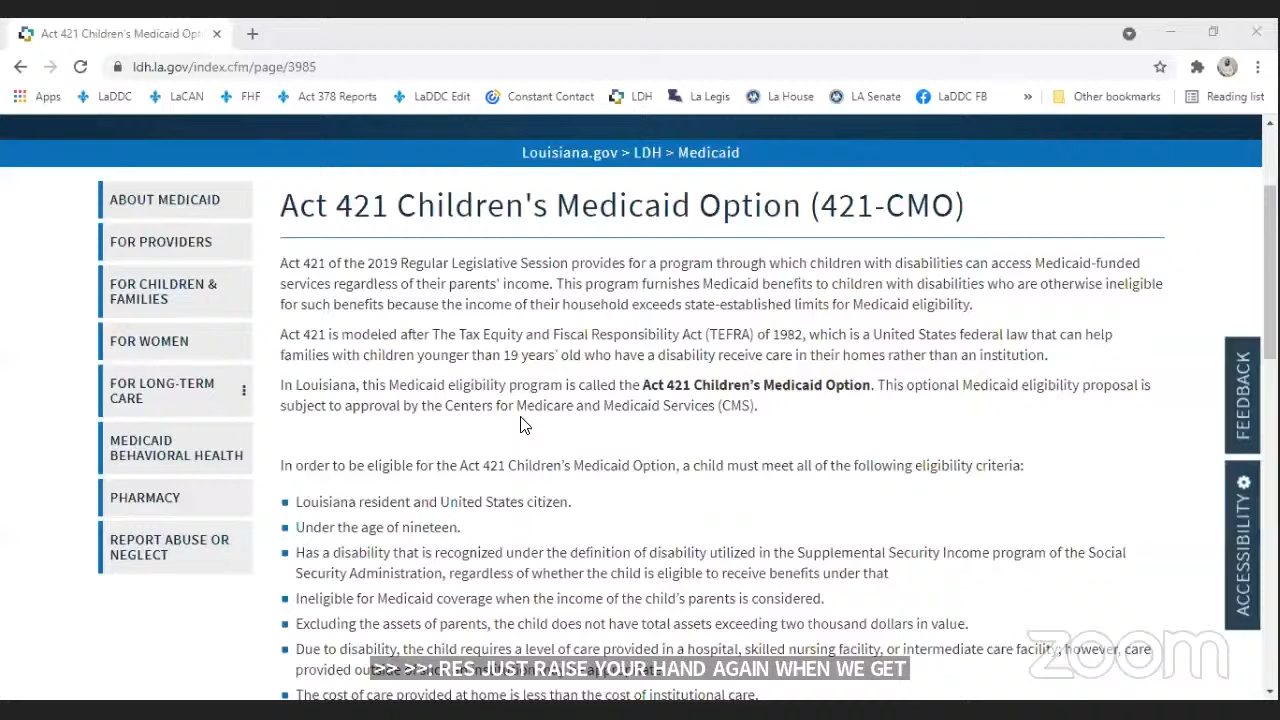 Act 421 Children's Medicaid Opt
ldh.la.gov/index.cfm/page/3985
Apps LaDDC LaCAN FHF Act 378 Reports LaDDC Edit Constant Contact LDH La Legis La House LA Senate LaDDC FB » Other bookmarks Reading list
Louisiana.gov > LDH > Medicaid
ABOUT MEDICAID
FOR PROVIDERS
FOR CHILDREN &
FAMILIES
FOR WOMEN
FOR LONG-TERM
CARE
MEDICAID
BEHAVIORAL HEALTH
PHARMACY
REPORT ABUSE OR
NEGLECT
Act 421 Children's Medicaid Option (421-CMO)
Act 421 of the 2019 Regular Legislative Session provides for a program through which children with disabilities can access Medicaid-funded
services regardless of their parents' income. This program furnishes Medicaid benefits to children with disabilities who are otherwise ineligible
for such benefits because the income of their household exceeds state-established limits for Medicaid eligibility.
Act 421 is modeled after The Tax Equity and Fiscal Responsibility Act (TEFRA) of 1982, which is a United States federal law that can help
families with children younger than 19 years' old who have a disability receive care in their homes rather than an institution.
In Louisiana, this Medicaid eligibility program is called the Act 421 Children's Medicaid Option. This optional Medicaid eligibility proposal is
subject to approval by the Centers for Medicare and Medicaid Services (CMS).
In order to be eligible for the Act 421 Children's Medicaid Option, a child must meet all of the following eligibility criteria:
Louisiana resident and United States citizen.
Under the age of nineteen.
Has a disability that is recognized under the definition of disability utilized in the Supplemental Security Income program of the Social
Security Administration, regardless of whether the child is eligible to receive benefits under that
Ineligible for Medicaid coverage when the income of the child's parents is considered.
Excluding the assets of parents, the child does not have total assets exceeding two thousand dollars in value.
Due to disability, the child requires a level of care provided in a hospital, skilled nursing facility, or intermediate care facility; however, care
provided
The cost of care provided at home is less than the cost of institutional care.
FEEDBACK
ACCESSIBILITY
zoom
>> >>: RES JUST RAISE YOUR HAND AGAIN WHEN WE GET